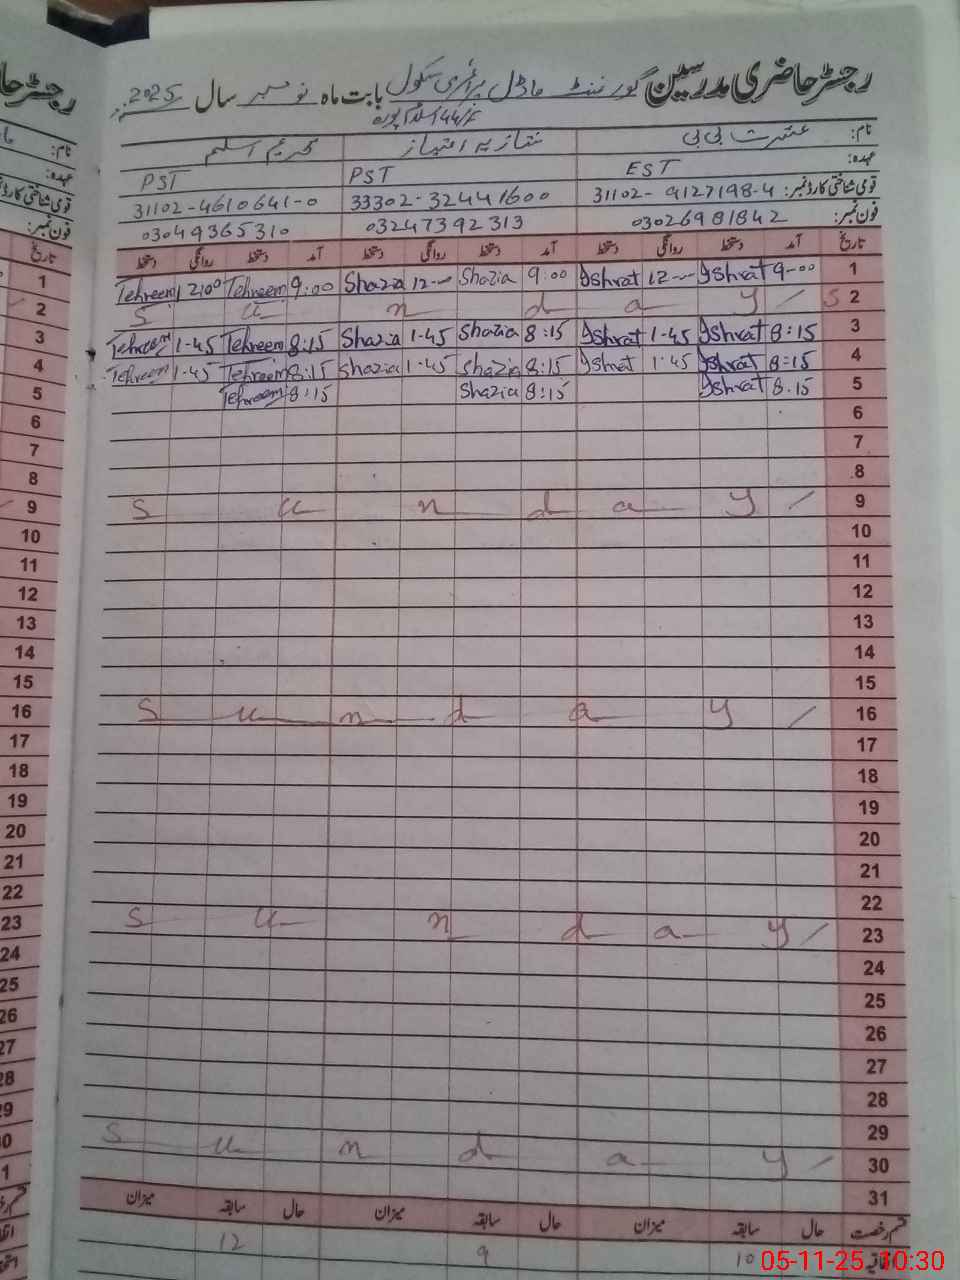 رجسٹر حاضری مدرسین گورنمنٹ ماڈل پرائمری سکول بابت ماہ نومبر سال 2025
نام: عشرت بی بی شازیہ امتیاز تحریم اسلم
عہدہ: EST PST PST
قومی شناختی کارڈ نمبر: 31102-9127198-4 33302-32441600 31102-4610641-0
فون نمبر: 03026981842 03247392313 03049365310
تاریخ آمد دستخط روانگی دستخط آمد دستخط روانگی دستخط آمد دستخط روانگی دستخط
1 9-00 Ishrat 12- Ishrat 9:00 Shazia 12- Shazia 9:00 Tehreem 12:00 Tehreem
2 S u n d a y
3 8:15 Ishrat 1-45 Ishrat 8:15 Shazia 1-45 Shazia 8:15 Tehreem 1-45 Tehreem
4 8:15 Ishrat 1:45 Ishrat 8:15 Shazia 1-45 Shazia 8:15 Tehreem 1-45 Tehreem
5 8.15 Ishrat 8:15 Shazia 8:15 Tehreem
6
7
8
9 S u n d a y
10
11
12
13
14
15
16 S u n d a y
17
18
19
20
21
22
23 S u n d a y
24
25
26
27
28
29
30 S u n d a y
31
قسم رخصت حال سابقہ میزان حال سابقہ میزان حال سابقہ میزان
اتفاقیہ 10 9 12
05-11-25 10:30